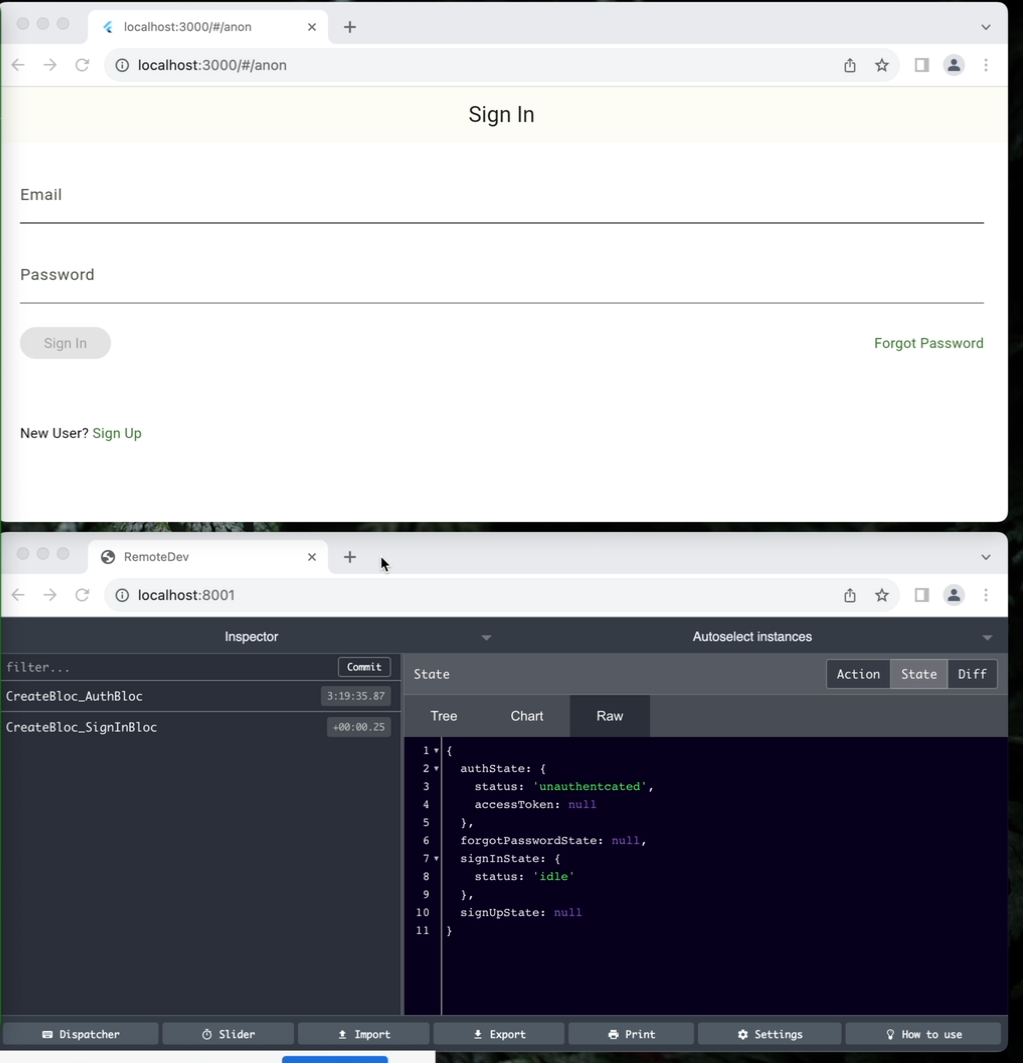 localhost:3000/#/anon
localhost:3000/#/anon
Sign In
Email
Password
Sign In
Forgot Password
New User? Sign Up
RemoteDev
localhost:8001
Inspector
Autoselect instances
filter...
Commit
State
Action
State
Diff
CreateBloc_AuthBloc
3:19:35.87
CreateBloc_SignInBloc
+00:00.25
Tree
Chart
Raw
1 {
2 authState: {
3 status: 'unauthentcated',
4 accessToken: null
5 },
6 forgotPasswordState: null,
7 signInState: {
8 status: 'idle'
9 },
10 signUpState: null
11 }
Dispatcher
Slider
Import
Export
Print
Settings
How to use